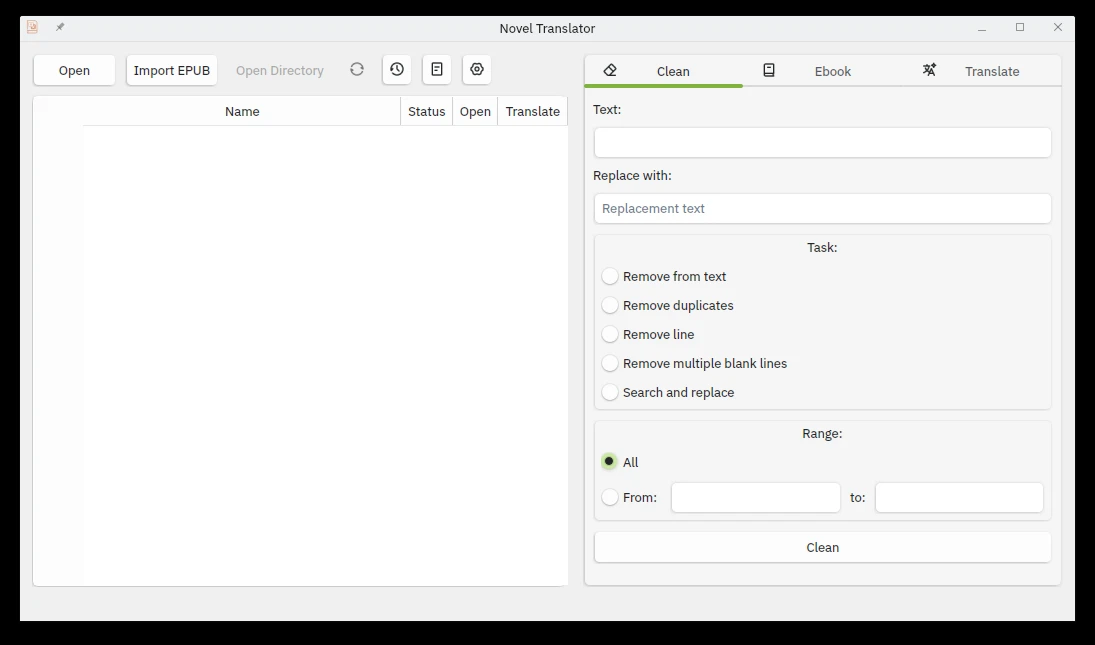 Novel Translator
Open Import EPUB Open Directory
Name Status Open Translate
Clean Ebook Translate
Text:
Replace with:
Replacement text
Task:
Remove from text
Remove duplicates
Remove line
Remove multiple blank lines
Search and replace
Range:
All
From: to:
Clean